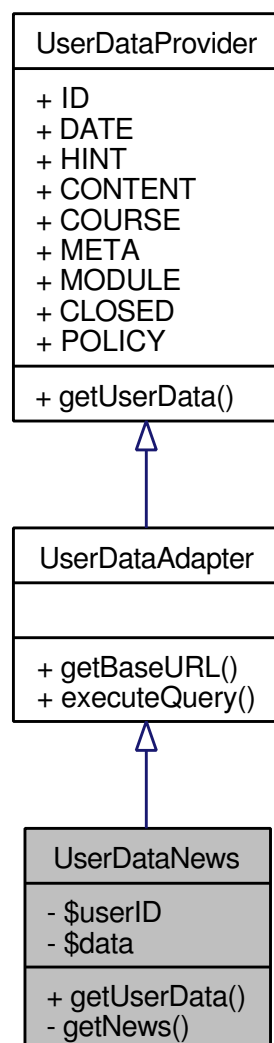 UserDataProvider
+ ID
+ DATE
+ HINT
+ CONTENT
+ COURSE
+ META
+ MODULE
+ CLOSED
+ POLICY
+ getUserData()
UserDataAdapter
+ getBaseURL()
+ executeQuery()
UserDataNews
- $userID
- $data
+ getUserData()
- getNews()